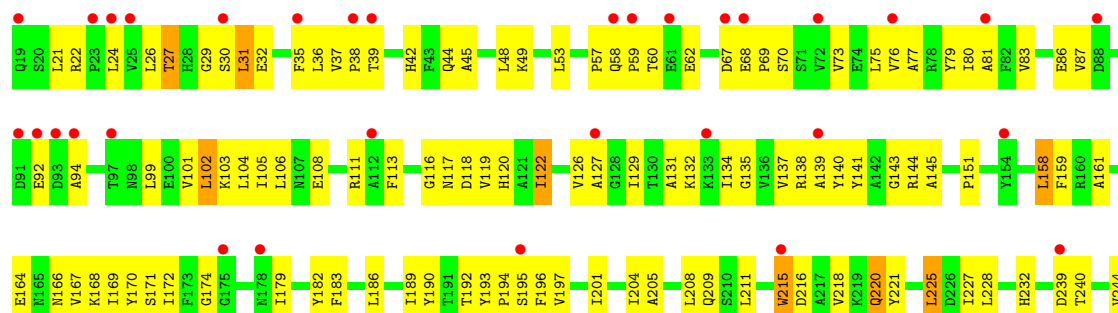 Q19 S20 L21 R22 P23 L24 V25 L26 T27 H28 G29 S30 L31 E32 F35 L36 V37 P38 T39 H42 F43 Q44 A45 L48 K49 L53 P57 Q58 P59 T60 E61 E62 D67 E68 P69 S70 S71 V72 V73 E74 L75 V76 A77 R78 Y79 I80 A81 F82 V83 E86 V87 D88
D91 E92 D93 A94 T97 N98 L99 E100 V101 L102 K103 L104 I105 L106 N107 E108 R111 A112 F113 G116 N117 D118 V119 H120 A121 I122 V126 A127 G128 I129 T130 A131 K132 K133 I134 G135 V136 V137 R138 A139 Y140 Y141 A142 G143 R144 A145 P151 Y154 L158 F159 R160 A161
E164 N165 N166 V167 K168 I169 Y170 S171 I172 F173 G174 G175 N178 I179 Y182 F183 L186 I189 Y190 T191 T192 Y193 P194 S195 F196 V197 I201 I204 A205 L208 Q209 S210 L211 W215 D216 A217 V218 K219 Q220 Y221 L225 D226 I227 L228 H232 D239 T240